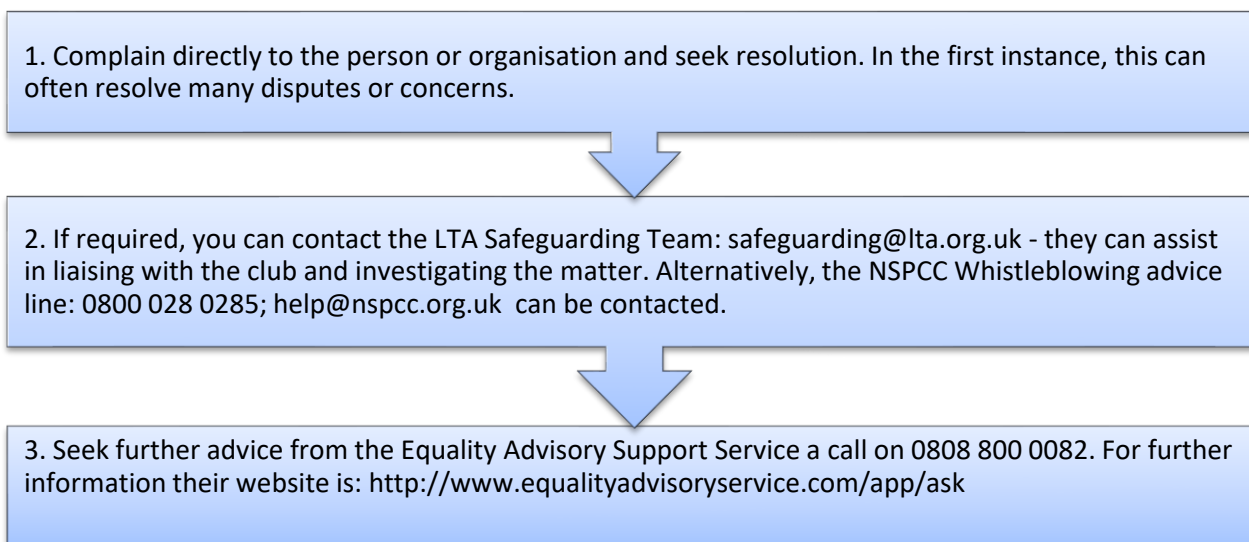 1. Complain directly to the person or organisation and seek resolution. In the first instance, this can
often resolve many disputes or concerns.
2. If required, you can contact the LTA Safeguarding Team: safeguarding@lta.org.uk - they can assist
in liaising with the club and investigating the matter. Alternatively, the NSPCC Whistleblowing advice
line: 0800 028 0285; help@nspcc.org.uk  can be contacted.
3. Seek further advice from the Equality Advisory Support Service a call on 0808 800 0082. For further
information their website is: http://www.equalityadvisoryservice.com/app/ask